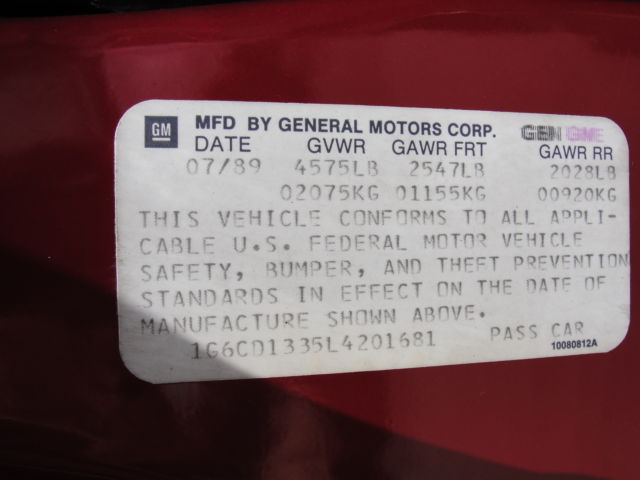 GM MFD BY GENERAL MOTORS CORP. GEN GME
DATE GVWR GAWR FRT GAWR RR
07/89 4575LB 2547LB 2028LB
02075KG 01155KG 00920KG
THIS VEHICLE CONFORMS TO ALL APPLI-
CABLE U.S. FEDERAL MOTOR VEHICLE
SAFETY, BUMPER, AND THEFT PREVENTION
STANDARDS IN EFFECT ON THE DATE OF
MANUFACTURE SHOWN ABOVE.
1G6CD1335L4201681 PASS CAR
10080812A